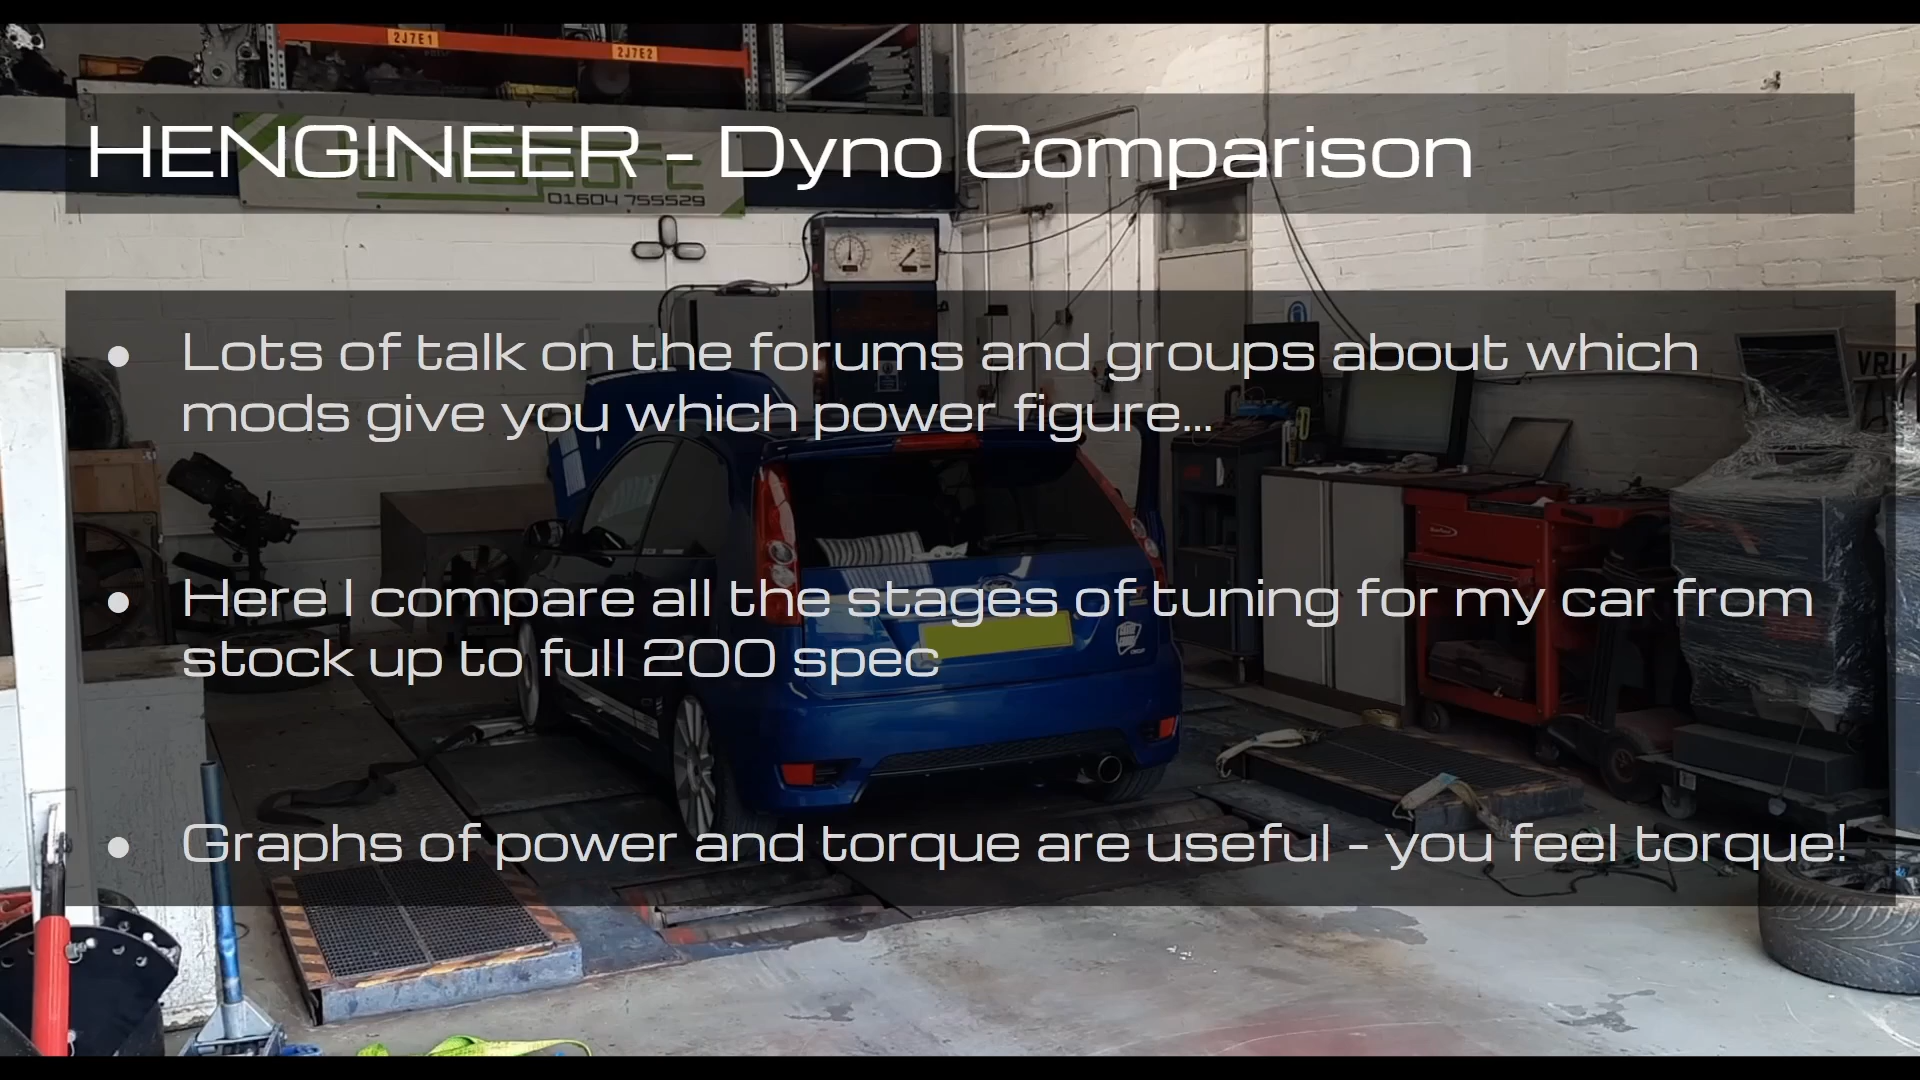 2J7E1
2J7E2
HENGINEER - Dyno Comparison
01604 755529
● Lots of talk on the forums and groups about which
mods give you which power figure...
● Here I compare all the stages of tuning for my car from
stock up to full 200 spec
● Graphs of power and torque are useful - you feel torque!